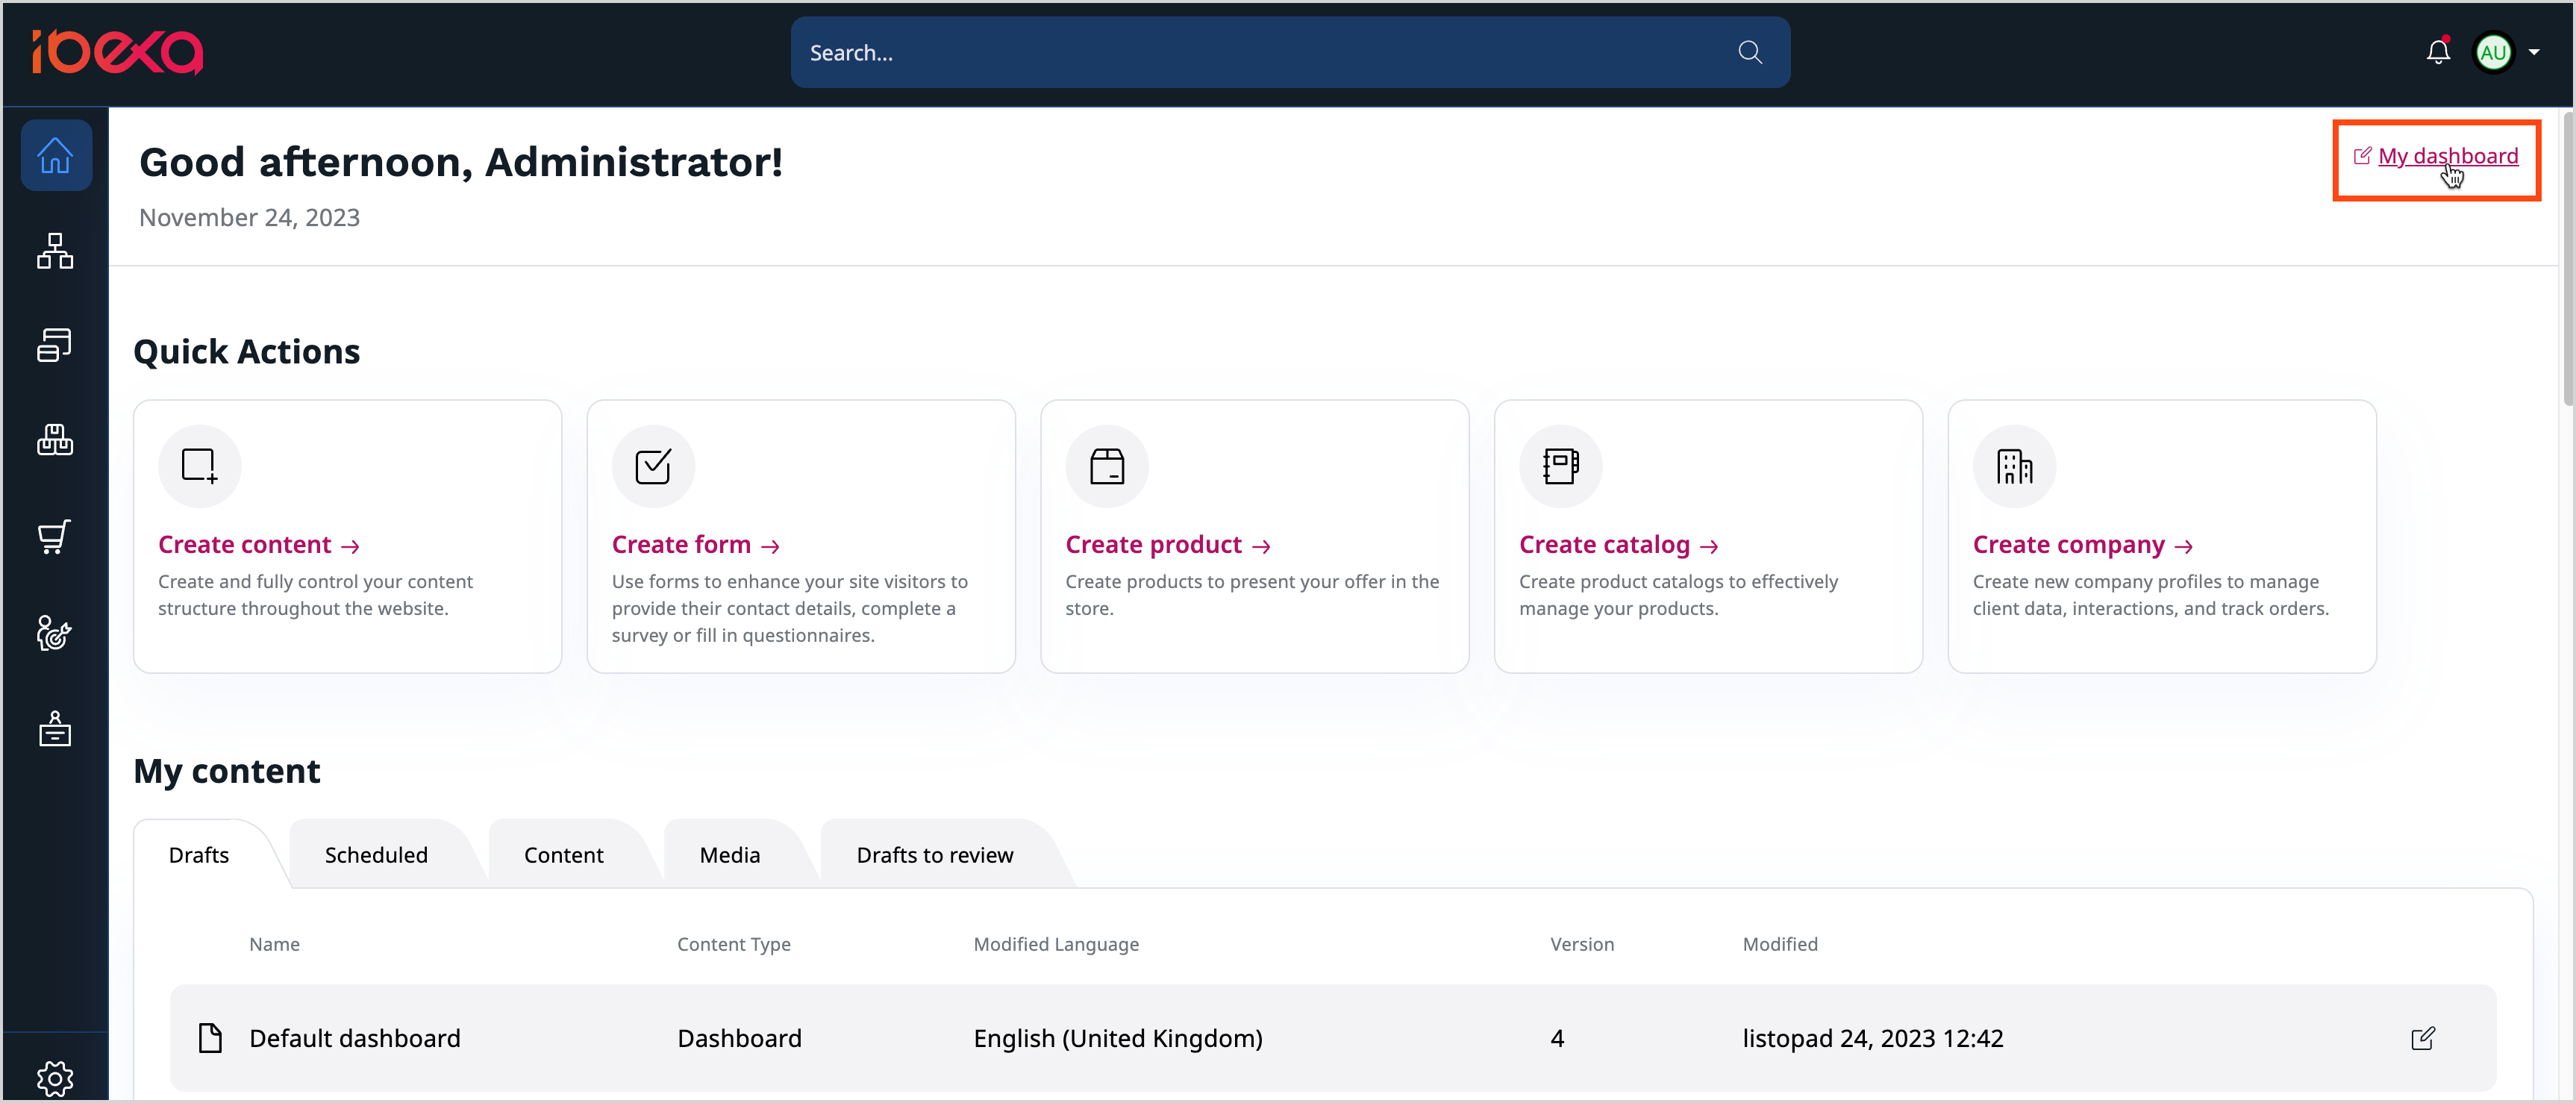 ibexa
Search...
AU
Good afternoon, Administrator!
My dashboard
November 24, 2023
Quick Actions
Create content →
Create and fully control your content
structure throughout the website.
Create form →
Use forms to enhance your site visitors to
provide their contact details, complete a
survey or fill in questionnaires.
Create product →
Create products to present your offer in the
store.
Create catalog →
Create product catalogs to effectively
manage your products.
Create company →
Create new company profiles to manage
client data, interactions, and track orders.
My content
Drafts Scheduled Content Media Drafts to review
Name Content Type Modified Language Version Modified
Default dashboard Dashboard English (United Kingdom) 4 listopad 24, 2023 12:42